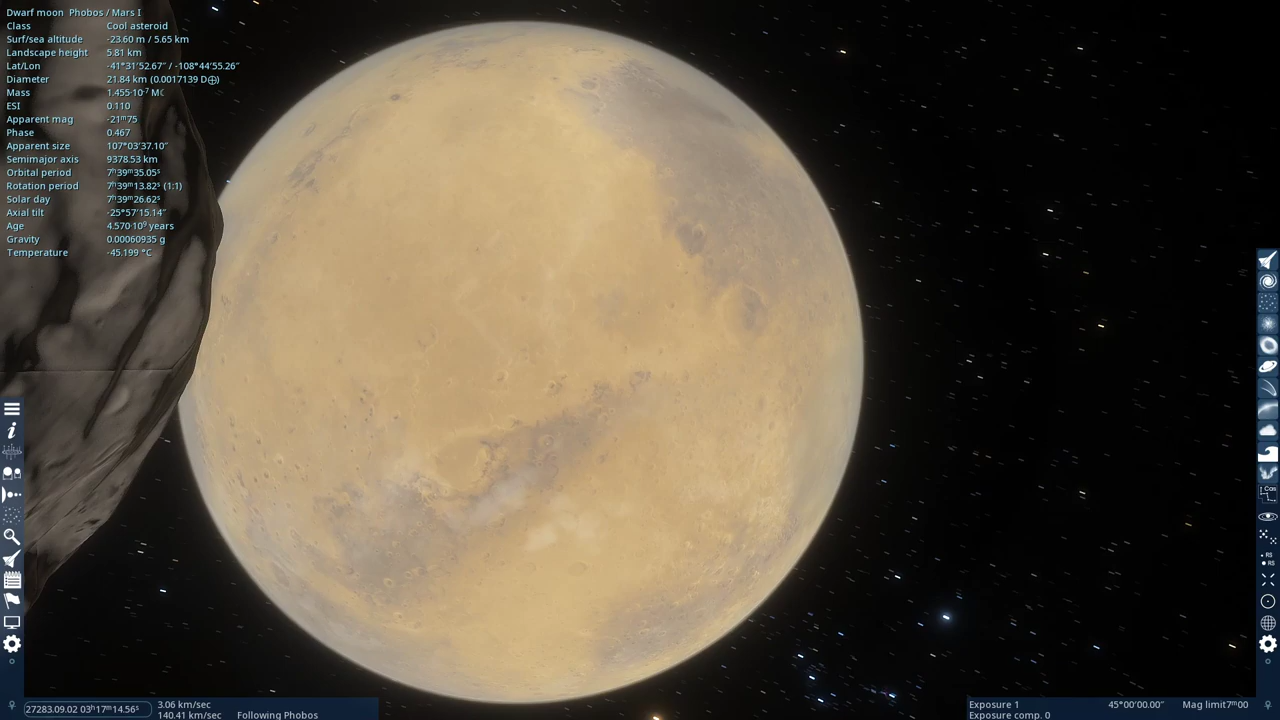 Dwarf moon Phobos / Mars I
Class Cool asteroid
Surf/sea altitude -23.60 m / 5.65 km
Landscape height 5.81 km
Lat/Lon -41°31′52.67″ / -108°44′55.26″
Diameter 21.84 km (0.0017139 D⊕)
Mass 1.455·10⁻⁷ M☾
ESI 0.110
Apparent mag -21ᵐ75
Phase 0.467
Apparent size 107°03′37.10″
Semimajor axis 9378.53 km
Orbital period 7ʰ39ᵐ35.05ˢ
Rotation period 7ʰ39ᵐ13.82ˢ (1:1)
Solar day 7ʰ39ᵐ26.62ˢ
Axial tilt -25°57′15.14″
Age 4.570·10⁹ years
Gravity 0.00060935 g
Temperature -45.199 °C
Cam
RS
RS
27283.09.02 03ʰ17ᵐ14.56ˢ
3.06 km/sec
140.41 km/sec Following Phobos
Exposure 1 45°00′00.00″ Mag limit 7ᵐ00
Exposure comp. 0